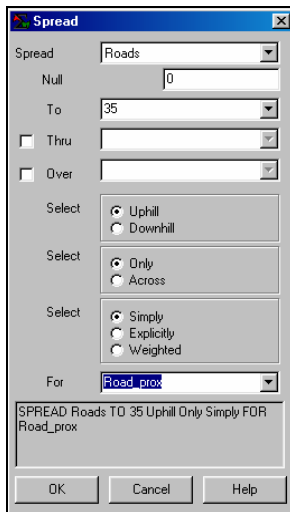 Spread
Spread Roads
Null 0
To 35
Thru
Over
Select Uphill
Downhill
Select Only
Across
Select Simply
Explicitly
Weighted
For Road_prox
SPREAD Roads TO 35 Uphill Only Simply FOR
Road_prox
OK Cancel Help